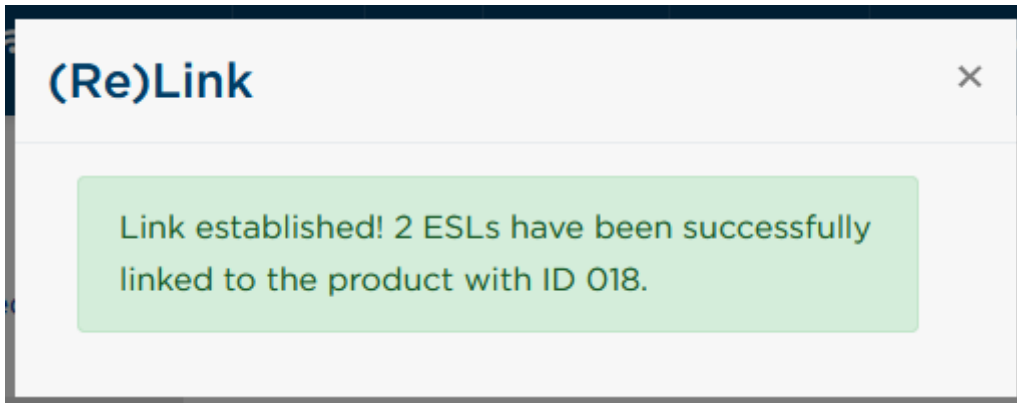 (Re)Link
×
Link established! 2 ESLs have been successfully
linked to the product with ID 018.